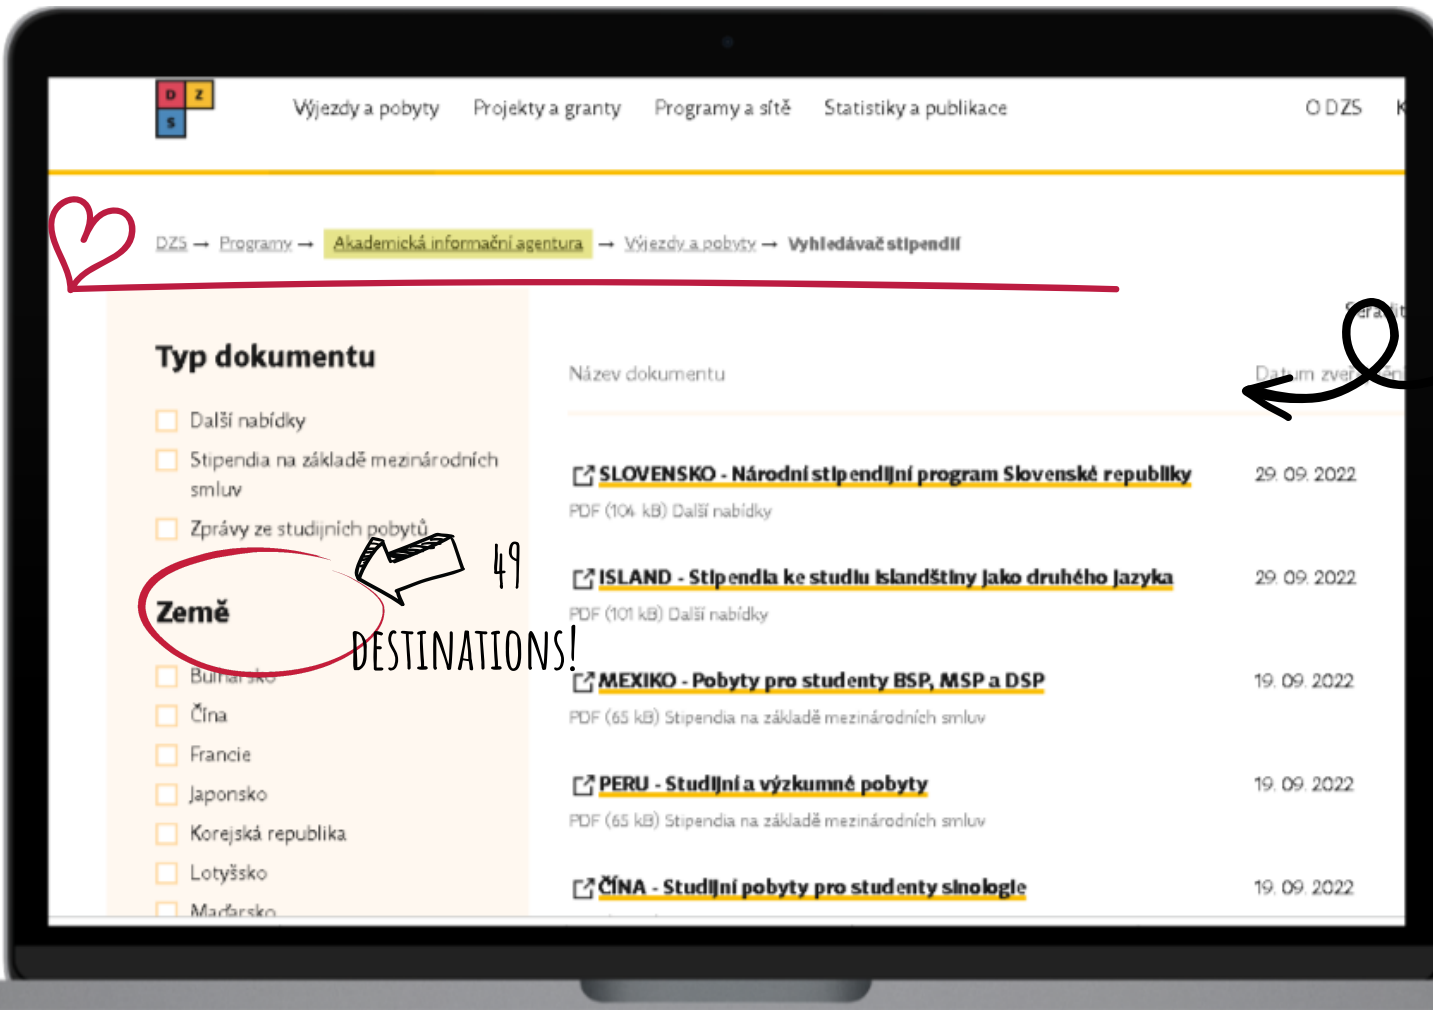 D Z
S
Výjezdy a pobyty Projekty a granty Programy a sítě Statistiky a publikace O DZS
DZS → Programy → Akademická informační agentura → Výjezdy a pobyty → Vyhledávač stipendií
Typ dokumentu
Další nabídky
Stipendia na základě mezinárodních
smluv
Zprávy ze studijních pobytů
49
DESTINATIONS!
Země
Bulharsko
Čína
Francie
Japonsko
Korejská republika
Lotyšsko
Maďarsko
Název dokumentu Datum
SLOVENSKO - Národní stipendijní program Slovenské republiky 29. 09. 2022
PDF (104 kB) Další nabídky
ISLAND - Stipendia ke studiu islandštiny jako druhého jazyka 29. 09. 2022
PDF (101 kB) Další nabídky
MEXIKO - Pobyty pro studenty BSP, MSP a DSP 19. 09. 2022
PDF (65 kB) Stipendia na základě mezinárodních smluv
PERU - Studijní a výzkumné pobyty 19. 09. 2022
PDF (65 kB) Stipendia na základě mezinárodních smluv
ČÍNA - Studijní pobyty pro studenty sinologie 19. 09. 2022